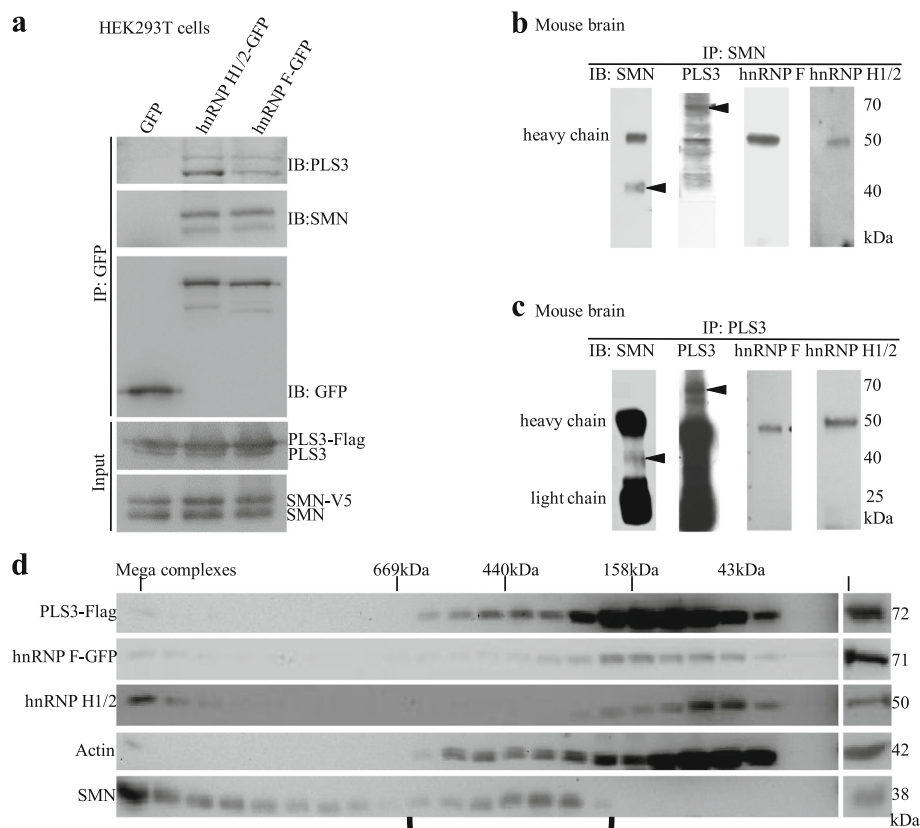 a
HEK293T cells
GFP
hnRNP H1/2-GFP
hnRNP F-GFP
IB:PLS3
IB:SMN
IB: GFP
IP: GFP
PLS3-Flag
PLS3
SMN-V5
SMN
Input
b Mouse brain
IP: SMN
IB: SMN PLS3 hnRNP F hnRNP H1/2
70
heavy chain 50
40
kDa
c Mouse brain
IP: PLS3
IB: SMN PLS3 hnRNP F hnRNP H1/2
70
heavy chain 50
40
light chain 25
kDa
d
Mega complexes 669kDa 440kDa 158kDa 43kDa
PLS3-Flag 72
hnRNP F-GFP 71
hnRNP H1/2 50
Actin 42
SMN 38
kDa